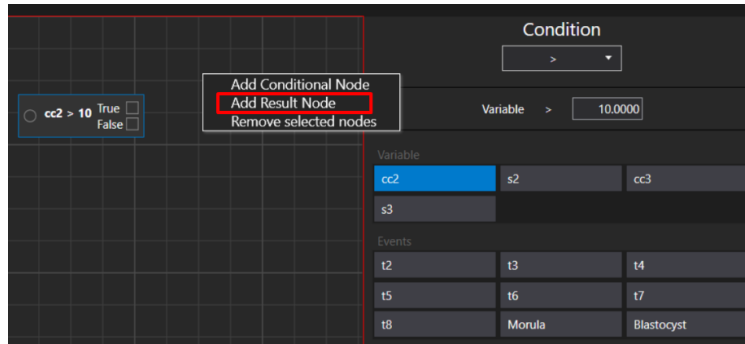 Condition
>
Add Conditional Node
Add Result Node
Remove selected nodes
cc2 > 10
True
False
Variable > 10.0000
Variable
cc2 s2 cc3
s3
Events
t2 t3 t4
t5 t6 t7
t8 Morula Blastocyst